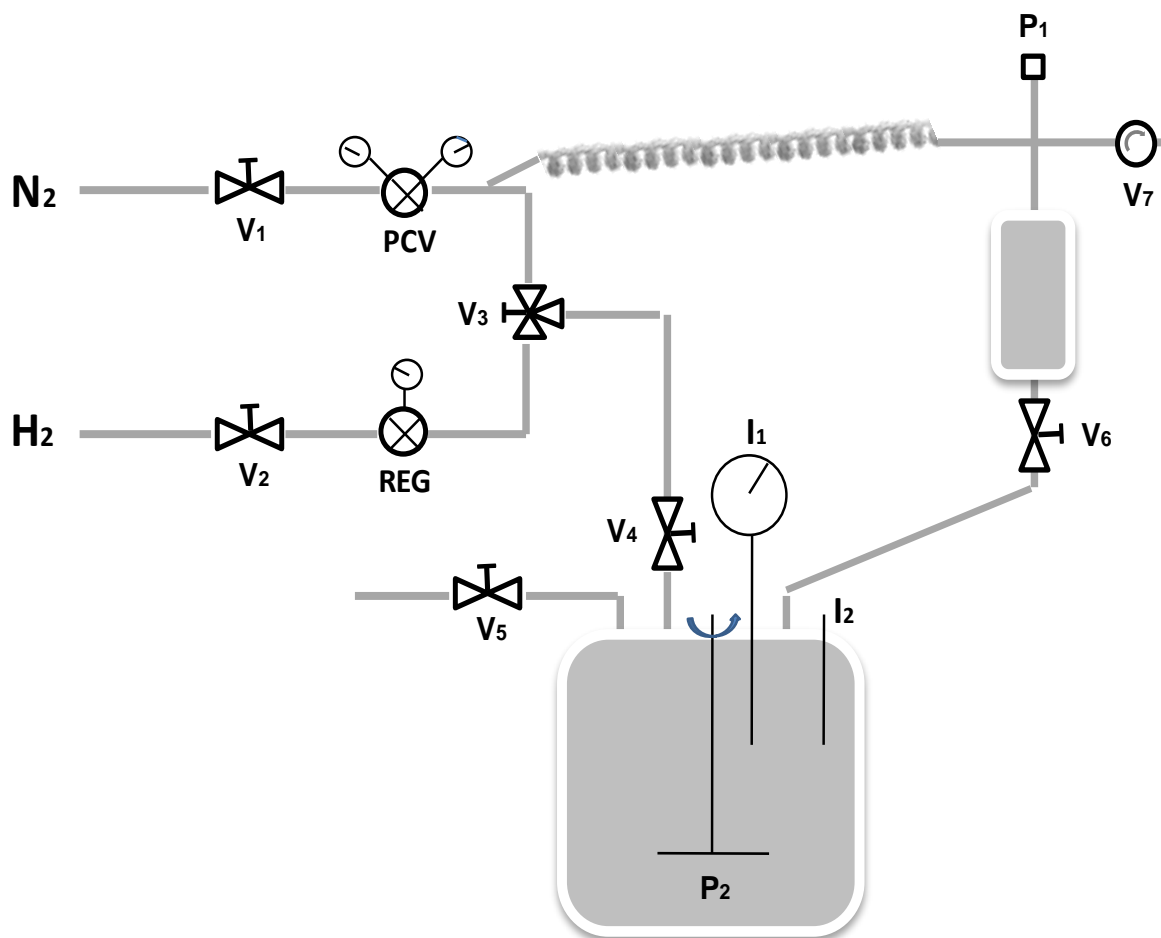 P₁
N₂
V₁
PCV
V₇
V₃
H₂
V₂
REG
I₁
V₆
V₄
V₅
I₂
P₂